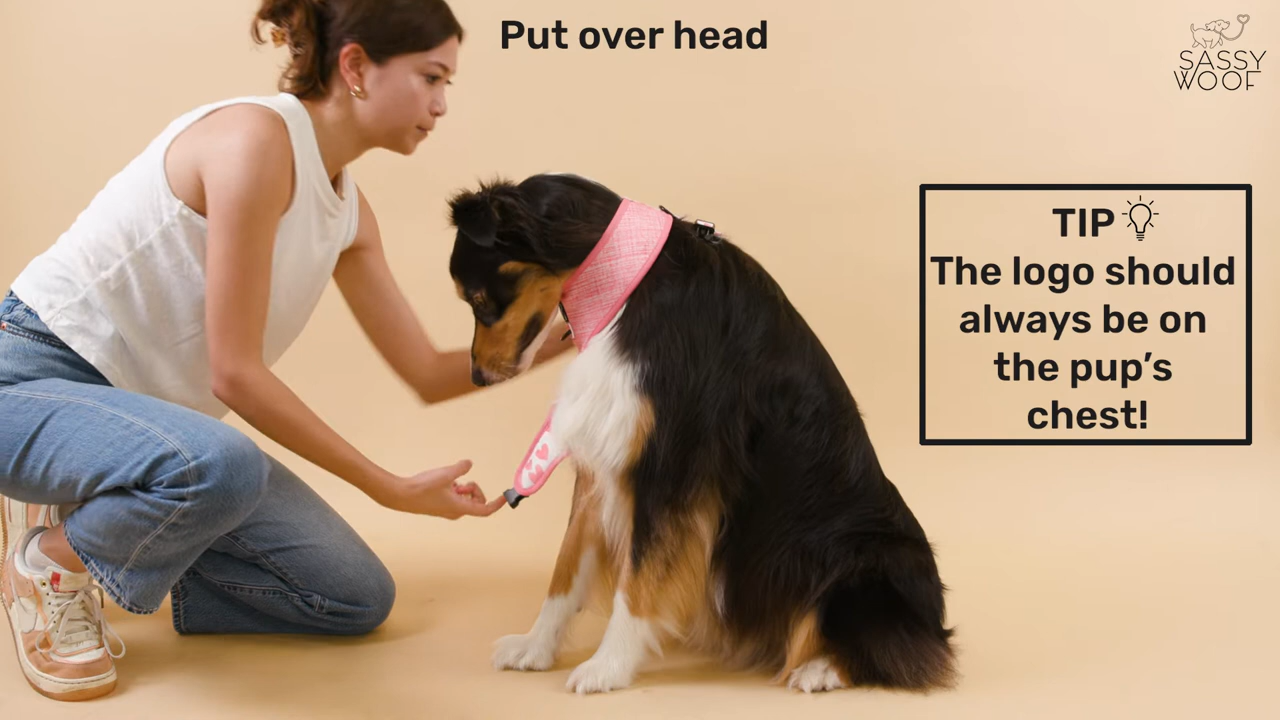 Put over head
SASSY
WOOF
TIP
The logo should
always be on
the pup's
chest!